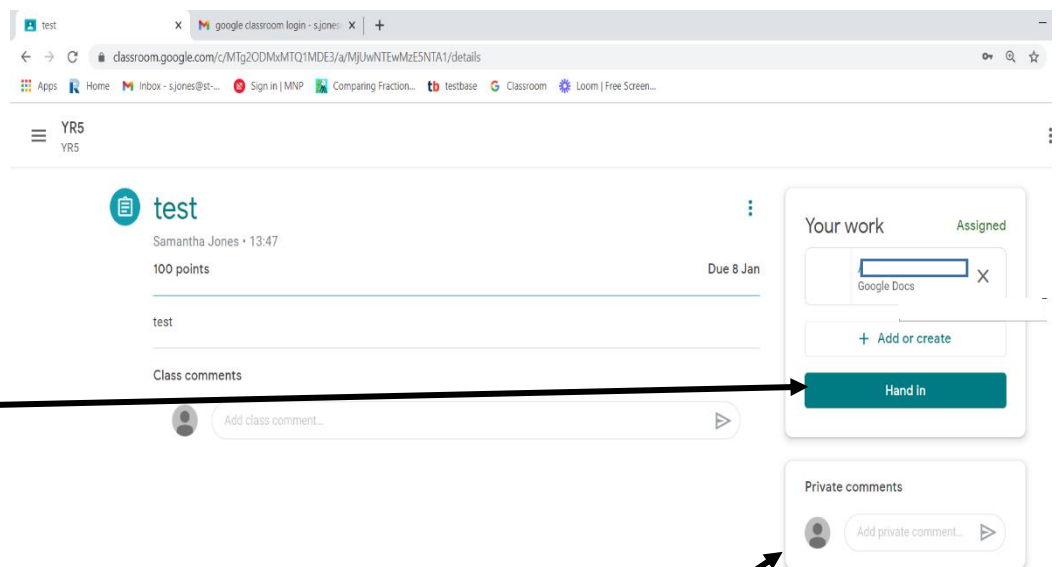 test
google classroom login - s.jones
classroom.google.com/c/MTg2ODMxMTQ1MDE3/a/MjUwNTEwMzE5NTA1/details
Apps Home Inbox - s.jones@st-... Sign in | MNP Comparing Fraction... tb testbase G Classroom Loom | Free Screen...
YR5
YR5
test
Samantha Jones • 13:47
100 points
Due 8 Jan
test
Class comments
Add class comment...
Your work
Assigned
Google Docs
+ Add or create
Hand in
Private comments
Add private comment...